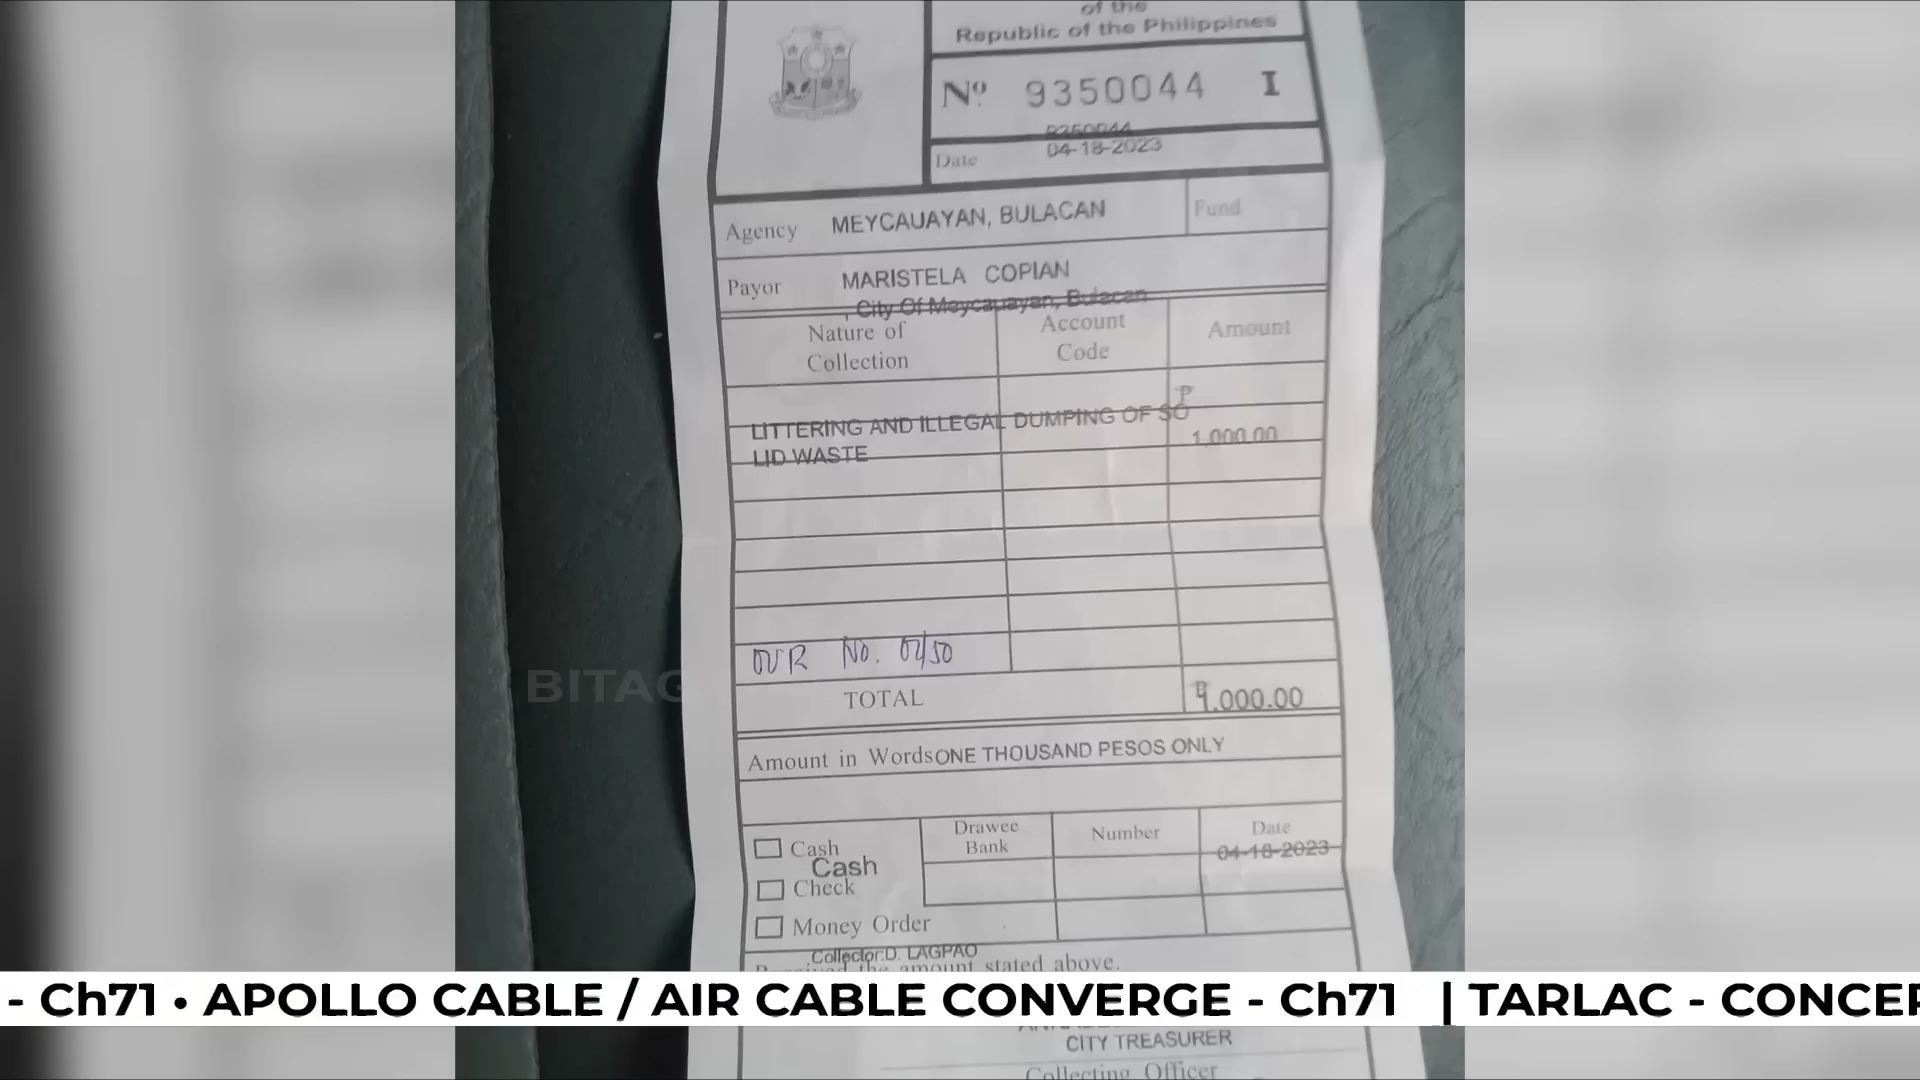 of the
Republic of the Philippines
Nº 9350044 I
9350044
04-18-2023
Date
Agency MEYCAUAYAN, BULACAN Fund
Payor MARISTELA COPIAN
, City Of Meycauayan, Bulacan
Nature of Collection Account Code Amount
₱
LITTERING AND ILLEGAL DUMPING OF SO
1,000.00
LID WASTE
OVR No.
TOTAL ₱1,000.00
Amount in Words ONE THOUSAND PESOS ONLY
Cash Drawee Bank Number Date
Cash 04-18-2023
Check
Money Order
Collector:D. LAGPAO
Received the amount stated above.
- Ch71 • APOLLO CABLE / AIR CABLE CONVERGE - Ch71 | TARLAC - CONCEP
CITY TREASURER
Collecting Officer
BITAG